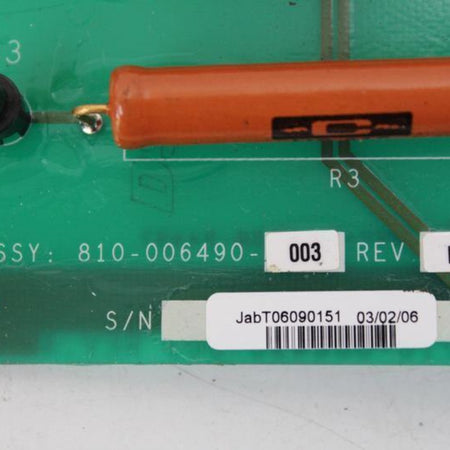 3
R3
SSY: 810-006490- 003 REV
S/N JabT06090151 03/02/06